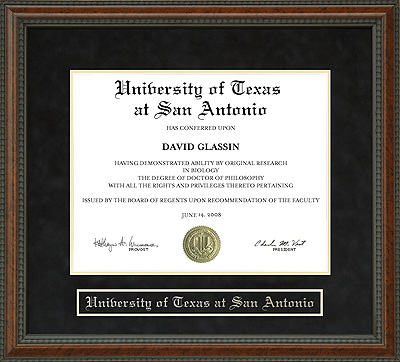 University of Texas
at San Antonio
HAS CONFERRED UPON
DAVID GLASSIN
HAVING DEMONSTRATED ABILITY BY ORIGINAL RESEARCH
IN BIOLOGY
THE DEGREE OF DOCTOR OF PHILOSOPHY
WITH ALL THE RIGHTS AND PRIVILEGES THERETO PERTAINING
ISSUED BY THE BOARD OF REGENTS UPON RECOMMENDATION OF THE FACULTY
JUNE 14, 2008
PROVOST
PRESIDENT
University of Texas at San Antonio